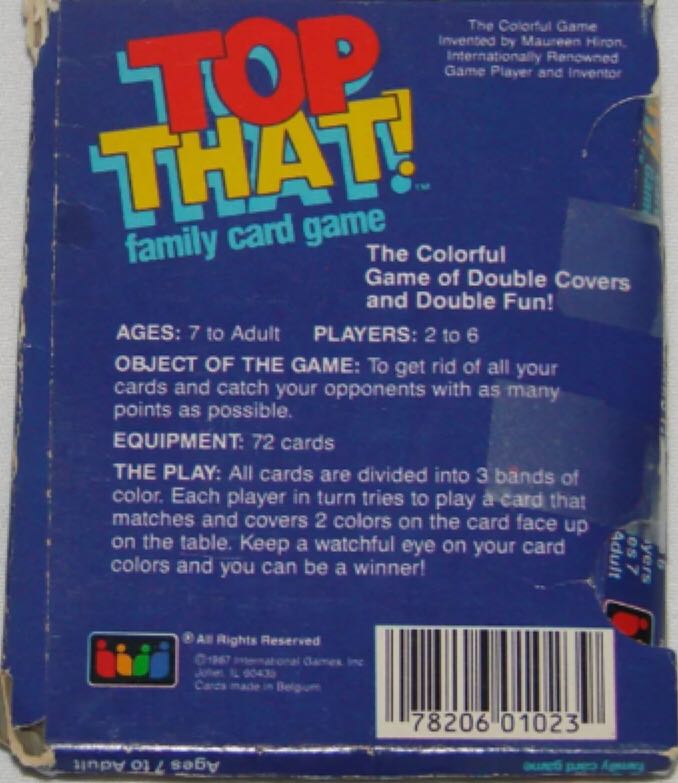 The Colorful Game
Invented by Maureen Hiron,
Internationally Renowned
Game Player and Inventor
TOP
THAT!™
family card game
The Colorful
Game of Double Covers
and Double Fun!
AGES: 7 to Adult PLAYERS: 2 to 6
OBJECT OF THE GAME: To get rid of all your
cards and catch your opponents with as many
points as possible.
EQUIPMENT: 72 cards
THE PLAY: All cards are divided into 3 bands of
color. Each player in turn tries to play a card that
matches and covers 2 colors on the card face up
on the table. Keep a watchful eye on your card
colors and you can be a winner!
Adult
® All Rights Reserved
©1987 International Games, Inc.
Joliet, IL 60435
Cards made in Belgium
78206 01023
Ages 7 to Adult
family card game